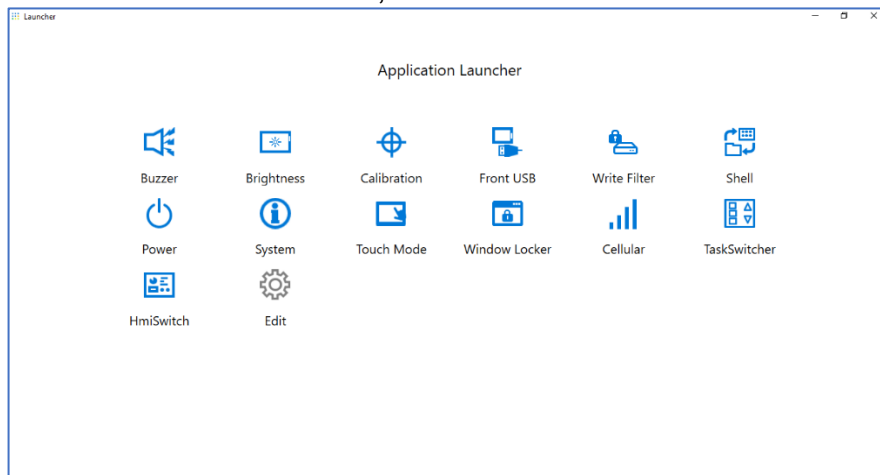 Launcher
Application Launcher
Buzzer Brightness Calibration Front USB Write Filter Shell
Power System Touch Mode Window Locker Cellular TaskSwitcher
HmiSwitch Edit